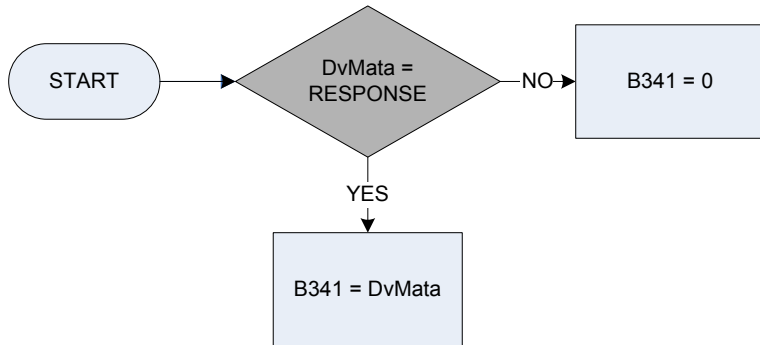 START
DvMata =
RESPONSE
NO
B341 = 0
YES
B341 = DvMata